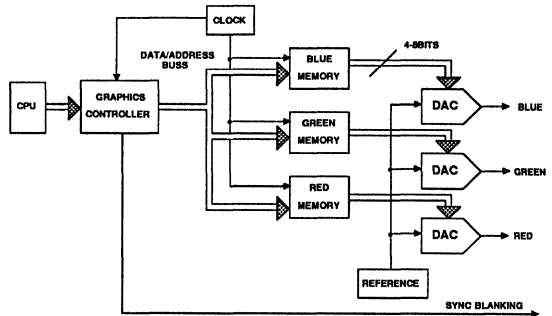 CLOCK
DATA/ADDRESS
BUSS
4-8BITS
BLUE
MEMORY
CPU
GRAPHICS
CONTROLLER
DAC
BLUE
GREEN
MEMORY
DAC
GREEN
RED
MEMORY
DAC
RED
REFERENCE
SYNC BLANKING